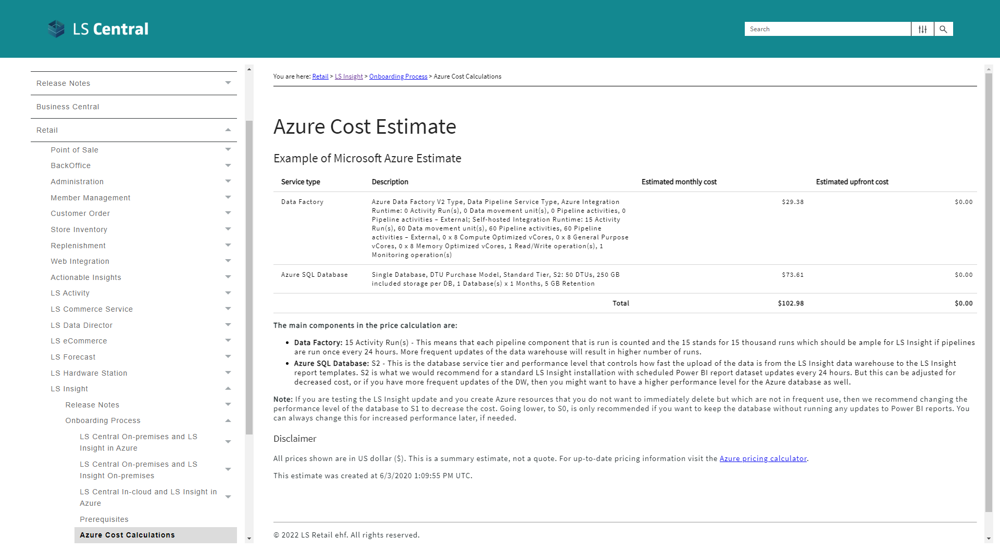 LS Central
Search
Release Notes
Business Central
Retail
Point of Sale
BackOffice
Administration
Member Management
Customer Order
Store Inventory
Replenishment
Web Integration
Actionable Insights
LS Activity
LS Commerce Service
LS Data Director
LS eCommerce
LS Forecast
LS Hardware Station
LS Insight
Release Notes
Onboarding Process
LS Central On-premises and LS
Insight in Azure
LS Central On-premises and LS
Insight On-premises
LS Central In-cloud and LS Insight in
Azure
Prerequisites
Azure Cost Calculations
You are here: Retail > LS Insight > Onboarding Process > Azure Cost Calculations
Azure Cost Estimate
Example of Microsoft Azure Estimate
Service type Description Estimated monthly cost Estimated upfront cost
Data Factory Azure Data Factory V2 Type, Data Pipeline Service Type, Azure Integration $29.38 $0.00
Runtime: 0 Activity Run(s), 0 Data movement unit(s), 0 Pipeline activities, 0
Pipeline activities – External; Self-hosted Integration Runtime: 15 Activity
Run(s), 60 Data movement unit(s), 60 Pipeline activities, 60 Pipeline
activities – External, 0 x 8 Compute Optimized vCores, 0 x 8 General Purpose
vCores, 0 x 8 Memory Optimized vCores, 1 Read/Write operation(s), 1
Monitoring operation(s)
Azure SQL Database Single Database, DTU Purchase Model, Standard Tier, S2: 50 DTUs, 250 GB $73.61 $0.00
included storage per DB, 1 Database(s) x 1 Months, 5 GB Retention
Total $102.98 $0.00
The main components in the price calculation are:
• Data Factory: 15 Activity Run(s) - This means that each pipeline component that is run is counted and the 15 stands for 15 thousand runs which should be ample for LS Insight if pipelines
are run once every 24 hours. More frequent updates of the data warehouse will result in higher number of runs.
• Azure SQL Database: S2 - This is the database service tier and performance level that controls how fast the upload of the data is from the LS Insight data warehouse to the LS Insight
report templates. S2 is what we would recommend for a standard LS Insight installation with scheduled Power BI report dataset updates every 24 hours. But this can be adjusted for
decreased cost, or if you have more frequent updates of the DW, then you might want to have a higher performance level for the Azure database as well.
Note: If you are testing the LS Insight update and you create Azure resources that you do not want to immediately delete but which are not in frequent use, then we recommend changing the
performance level of the database to S1 to decrease the cost. Going lower, to S0, is only recommended if you want to keep the database without running any updates to Power BI reports. You
can always change this for increased performance later, if needed.
Disclaimer
All prices shown are in US dollar ($). This is a summary estimate, not a quote. For up-to-date pricing information visit the Azure pricing calculator.
This estimate was created at 6/3/2020 1:09:55 PM UTC.
© 2022 LS Retail ehf. All rights reserved.